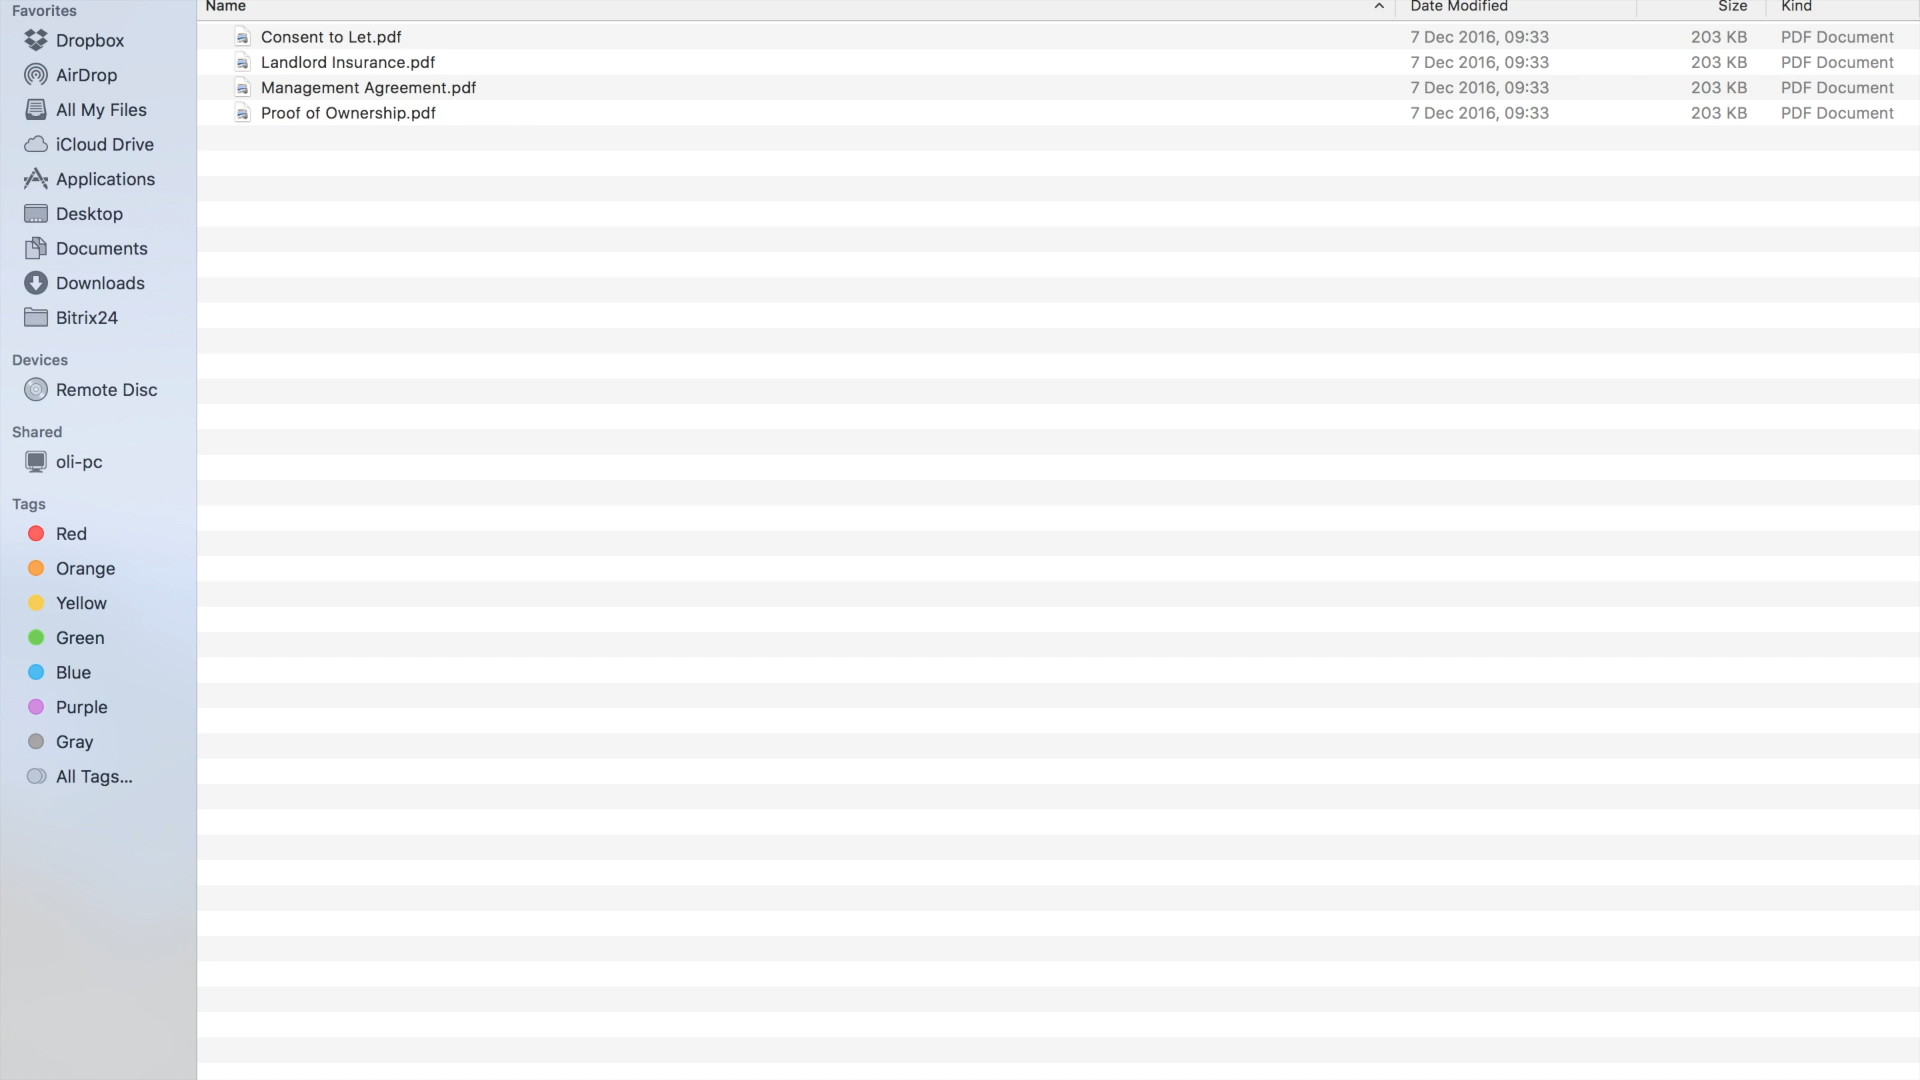 Favorites
Dropbox
AirDrop
All My Files
iCloud Drive
Applications
Desktop
Documents
Downloads
Bitrix24
Devices
Remote Disc
Shared
oli-pc
Tags
Red
Orange
Yellow
Green
Blue
Purple
Gray
All Tags...
Name Date Modified Size Kind
Consent to Let.pdf 7 Dec 2016, 09:33 203 KB PDF Document
Landlord Insurance.pdf 7 Dec 2016, 09:33 203 KB PDF Document
Management Agreement.pdf 7 Dec 2016, 09:33 203 KB PDF Document
Proof of Ownership.pdf 7 Dec 2016, 09:33 203 KB PDF Document